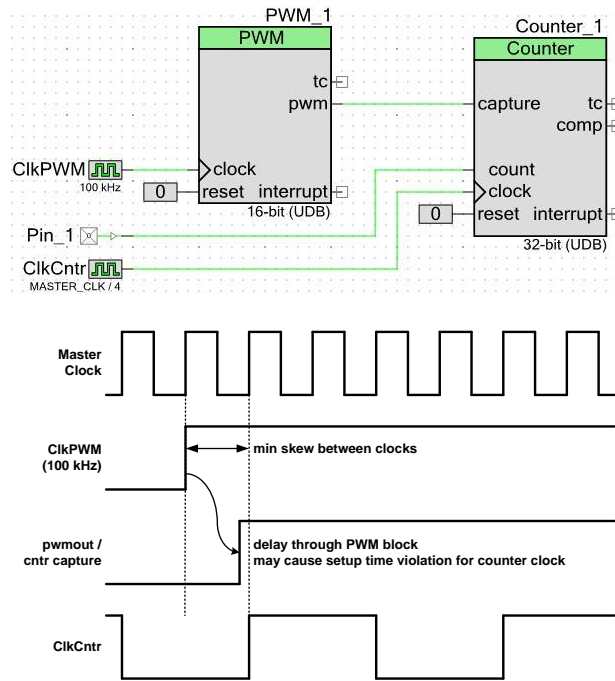 PWM_1
PWM
tc
pwm
clock
reset
interrupt
16-bit (UDB)
Counter_1
Counter
capture
tc
comp
count
clock
reset
interrupt
32-bit (UDB)
ClkPWM
100 kHz
0
Pin_1
0
ClkCntr
MASTER_CLK / 4
Master
Clock
ClkPWM
(100 kHz)
min skew between clocks
pwmout /
cntr capture
delay through PWM block
may cause setup time violation for counter clock
ClkCntr